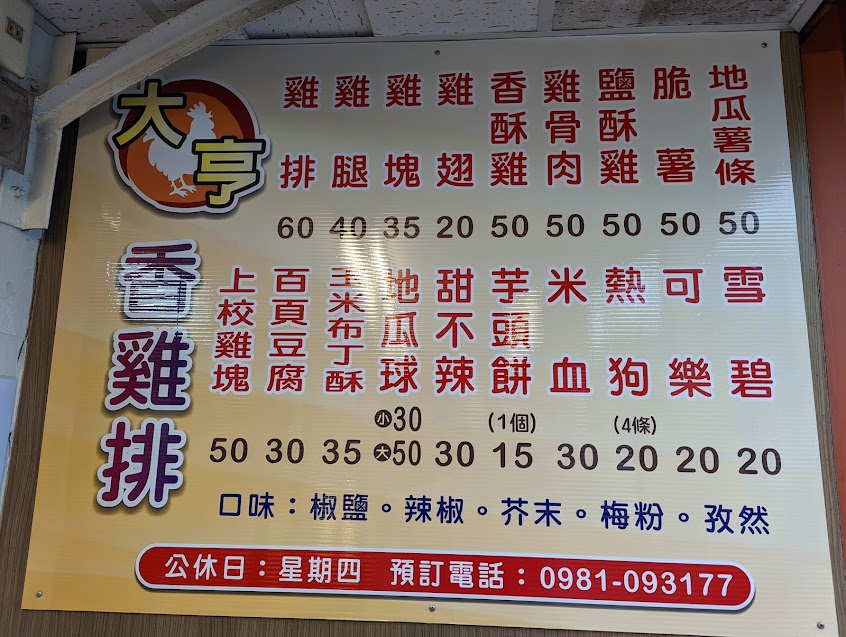 大亨
香雞排
雞排 60
雞腿 40
雞塊 35
雞翅 20
香酥雞 50
雞骨肉 50
鹽酥雞 50
脆薯 50
地瓜薯條 50
上校雞塊 50
百頁豆腐 30
玉米布丁酥 35
地瓜球 小30 大50
甜不辣 30
芋頭餅 (1個) 15
米血 30
熱狗 (4條) 20
可樂 20
雪碧 20
口味：椒鹽。辣椒。芥末。梅粉。孜然
公休日：星期四 預訂電話：0981-093177